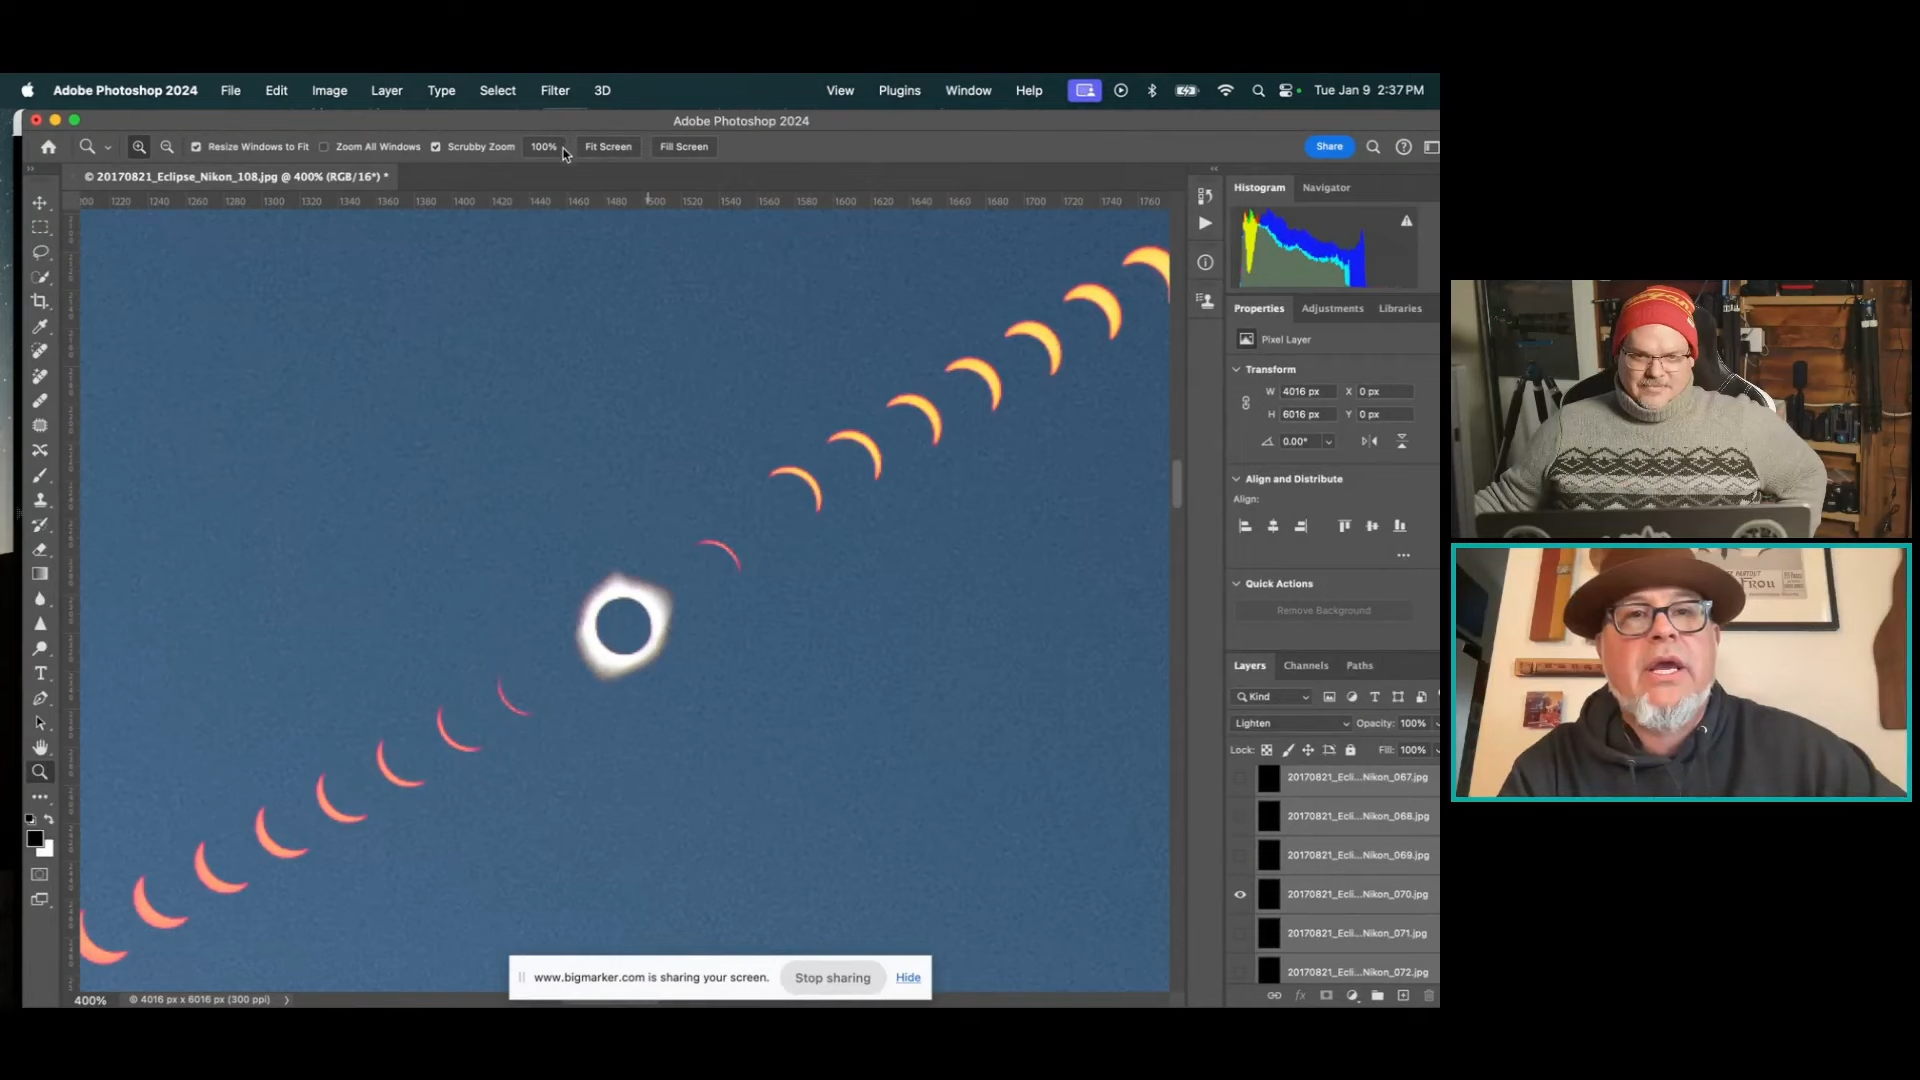 Adobe Photoshop 2024 File Edit Image Layer Type Select Filter 3D View Plugins Window Help Tue Jan 9 2:37 PM
Adobe Photoshop 2024
Resize Windows to Fit Zoom All Windows Scrubby Zoom 100% Fit Screen Fill Screen Share
© 20170821_Eclipse_Nikon_108.jpg @ 400% (RGB/16*) *
1220 1240 1260 1280 1300 1320 1340 1360 1380 1400 1420 1440 1460 1480 1520 1540 1560 1580 1600 1620 1640 1660 1680 1700 1720 1740 1760
Histogram Navigator
Properties Adjustments Libraries
Pixel Layer
Transform
W 4016 px X 0 px
H 6016 px Y 0 px
0.00°
Align and Distribute
Align:
Quick Actions
Remove Background
Layers Channels Paths
Kind
Lighten Opacity: 100%
Lock: Fill: 100%
20170821_Ecli...Nikon_067.jpg
20170821_Ecli...Nikon_068.jpg
20170821_Ecli...Nikon_069.jpg
20170821_Ecli...Nikon_070.jpg
20170821_Ecli...Nikon_071.jpg
20170821_Ecli...Nikon_072.jpg
www.bigmarker.com is sharing your screen. Stop sharing Hide
400% © 4016 px x 6016 px (300 ppi)